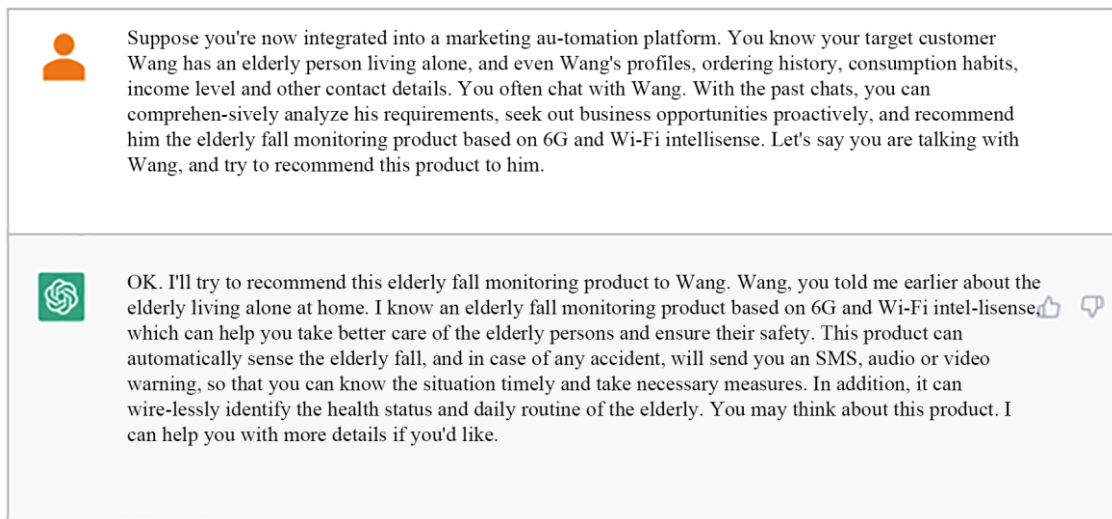 Suppose you're now integrated into a marketing au-tomation platform. You know your target customer
Wang has an elderly person living alone, and even Wang's profiles, ordering history, consumption habits,
income level and other contact details. You often chat with Wang. With the past chats, you can
comprehen-sively analyze his requirements, seek out business opportunities proactively, and recommend
him the elderly fall monitoring product based on 6G and Wi-Fi intellisense. Let's say you are talking with
Wang, and try to recommend this product to him.
OK. I'll try to recommend this elderly fall monitoring product to Wang. Wang, you told me earlier about the
elderly living alone at home. I know an elderly fall monitoring product based on 6G and Wi-Fi intel-lisense,
which can help you take better care of the elderly persons and ensure their safety. This product can
automatically sense the elderly fall, and in case of any accident, will send you an SMS, audio or video
warning, so that you can know the situation timely and take necessary measures. In addition, it can
wire-lessly identify the health status and daily routine of the elderly. You may think about this product. I
can help you with more details if you'd like.